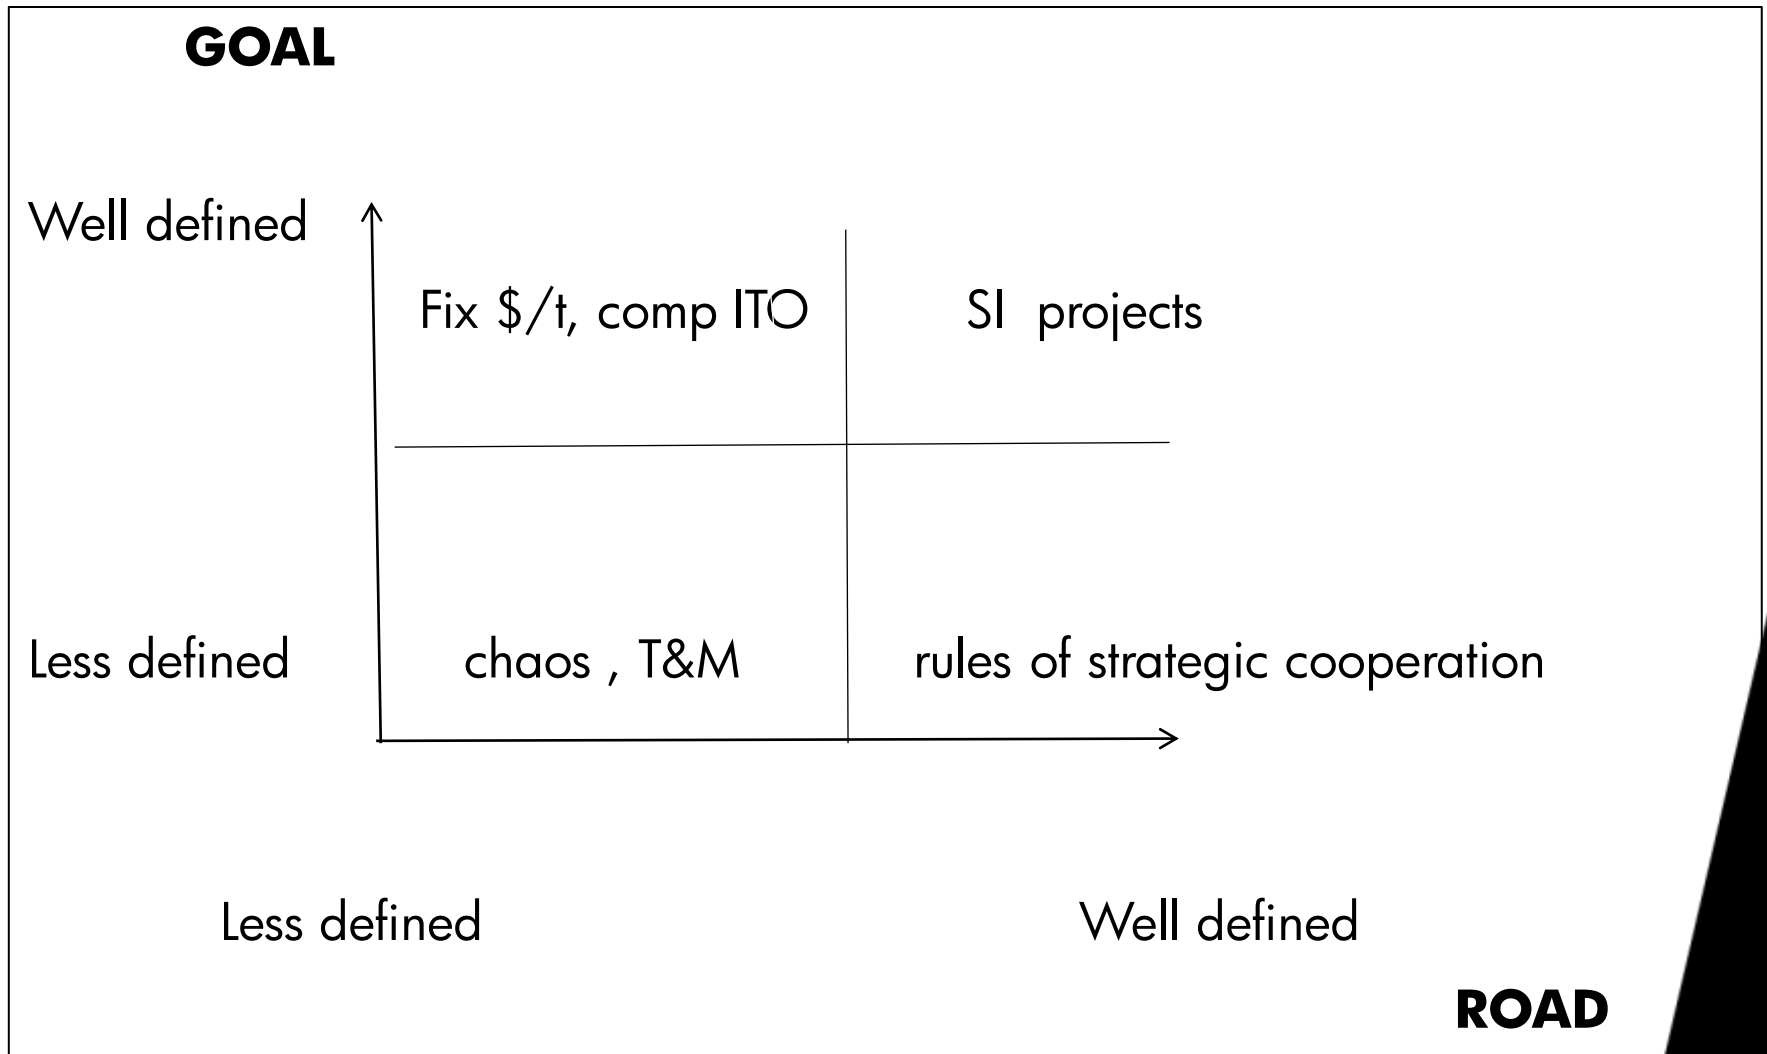 GOAL
Well defined
Fix $/t, comp ITO
SI projects
Less defined
chaos , T&M
rules of strategic cooperation
Less defined
Well defined
ROAD